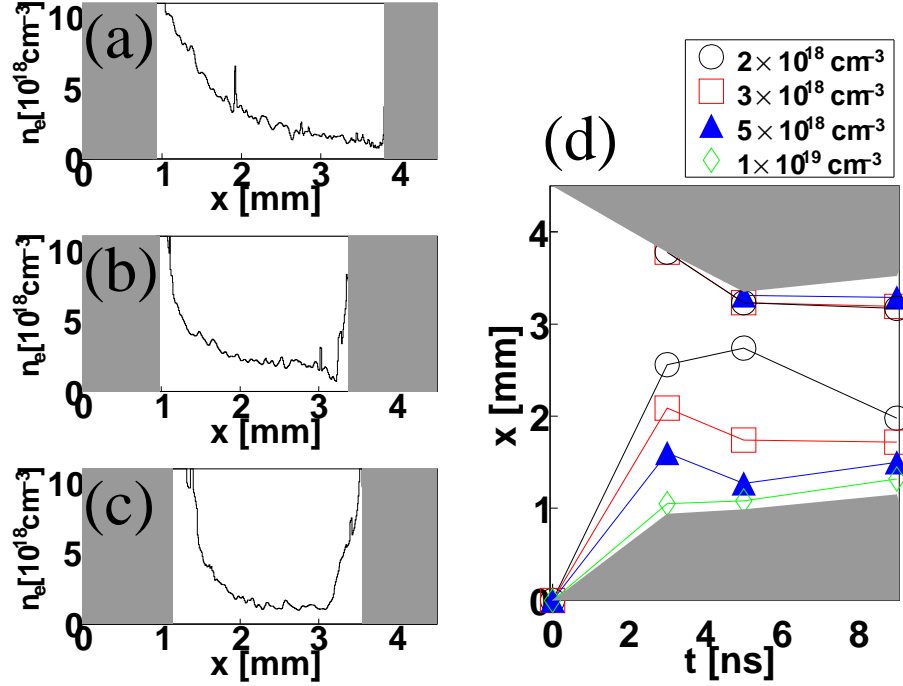 (a)
n_e[10^18cm^-3]
10
5
0
0 1 2 3 4
x [mm]
(b)
n_e[10^18cm^-3]
10
5
0
0 1 2 3 4
x [mm]
(c)
n_e[10^18cm^-3]
10
5
0
0 1 2 3 4
x [mm]
(d)
2×10^18 cm^-3
3×10^18 cm^-3
5×10^18 cm^-3
1×10^19 cm^-3
x [mm]
4
3
2
1
0
0 2 4 6 8
t [ns]